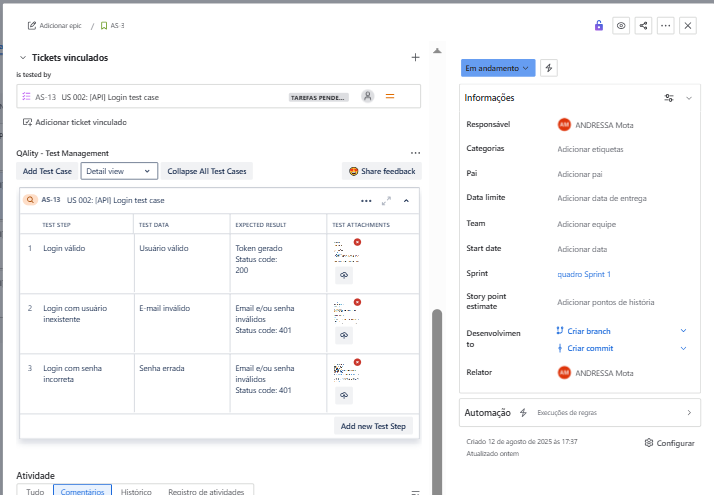 Adicionar epic / AS-3
Tickets vinculados
is tested by
AS-13 US 002: [API] Login test case TAREFAS PENDE...
Adicionar ticket vinculado
QAlity - Test Management
Add Test Case Detail view Collapse All Test Cases Share feedback
AS-13 US 002: [API] Login test case
TEST STEP TEST DATA EXPECTED RESULT TEST ATTACHMENTS
1 Login válido Usuário válido Token gerado
Status code:
200
2 Login com usuário E-mail inválido Email e/ou senha
inexistente inválidos
Status code: 401
3 Login com senha Senha errada Email e/ou senha
incorreta inválidos
Status code: 401
Add new Test Step
Atividade
Tudo Comentários Histórico Registro de atividades
Em andamento
Informações
Responsável AM ANDRESSA Mota
Categorias Adicionar etiquetas
Pai Adicionar pai
Data limite Adicionar data de entrega
Team Adicionar equipe
Start date Adicionar data
Sprint quadro Sprint 1
Story point
estimate Adicionar pontos de história
Desenvolvimen
to
Criar branch
Criar commit
Relator AM ANDRESSA Mota
Automação Execuções de regras
Criado 12 de agosto de 2025 às 17:37
Atualizado ontem
Configurar